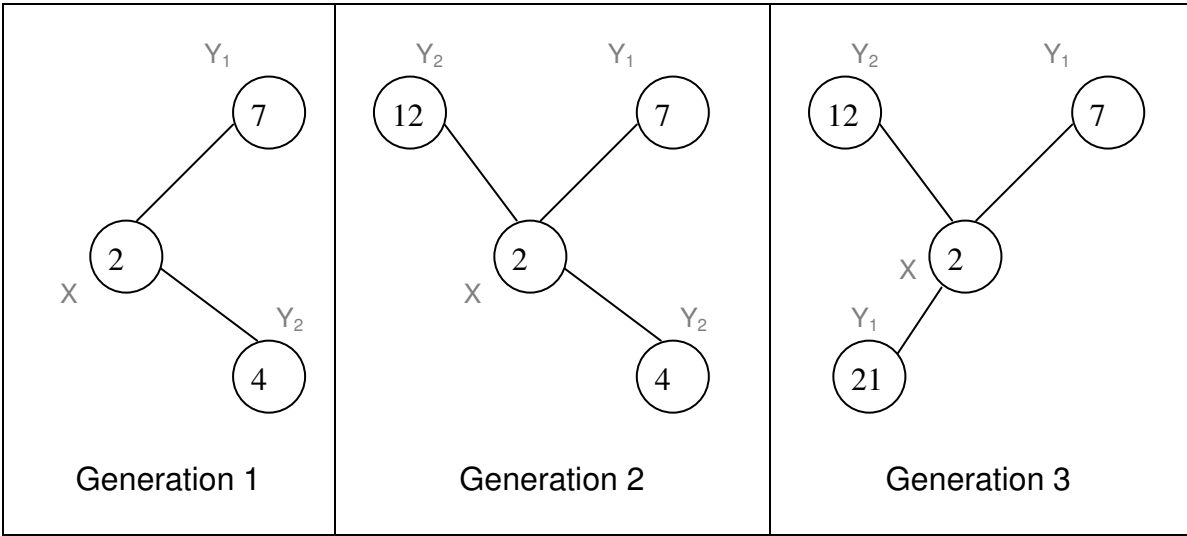 Y₁
7
2
X
Y₂
4
Generation 1
Y₂
Y₁
12
7
2
X
Y₂
4
Generation 2
Y₂
Y₁
12
7
X
2
Y₁
21
Generation 3